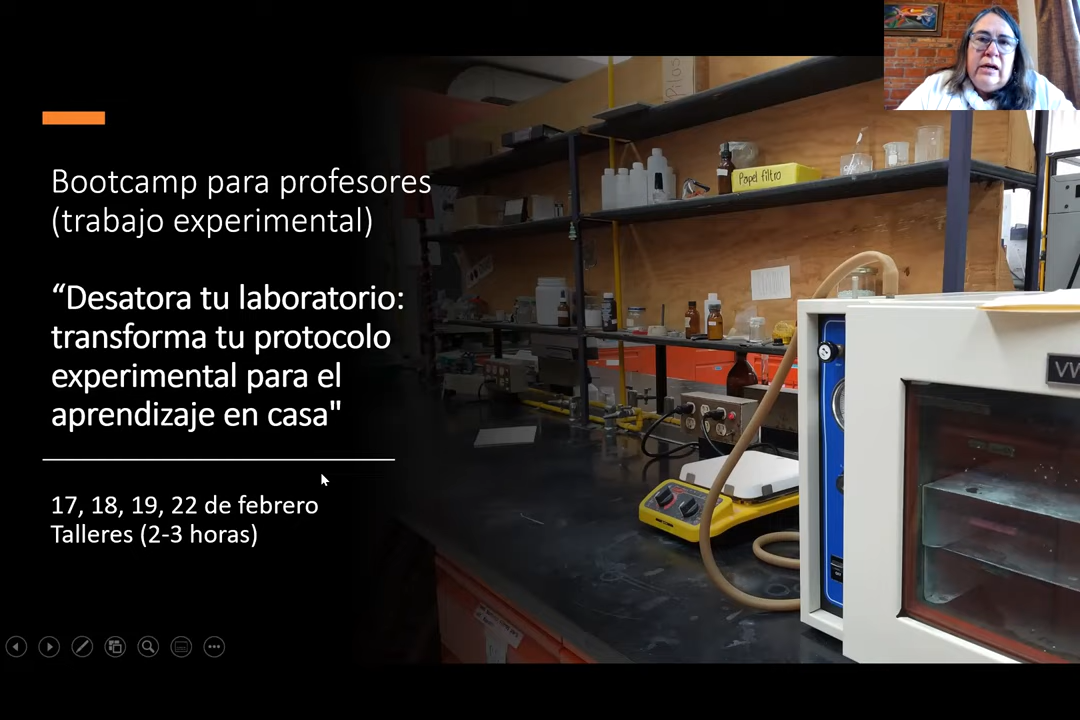 Bootcamp para profesores
(trabajo experimental)
“Desatora tu laboratorio:
transforma tu protocolo
experimental para el
aprendizaje en casa"
17, 18, 19, 22 de febrero
Talleres (2-3 horas)
Pilos
Papel filtro